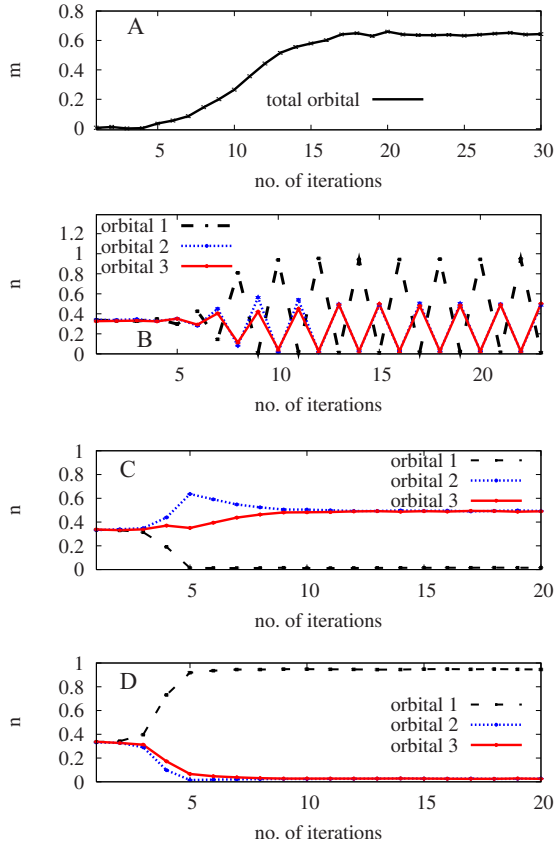 0.8
A
0.6
m
0.4
0.2
total orbital
0
5 10 15 20 25 30
no. of iterations
orbital 1
1.2
orbital 2
1
orbital 3
0.8
n
0.6
0.4
0.2
B
0
5 10 15 20
no. of iterations
1
C
orbital 1
0.8
orbital 2
0.6
orbital 3
n
0.4
0.2
0
5 10 15 20
no. of iterations
1
D
0.8
orbital 1
0.6
orbital 2
n
0.4
orbital 3
0.2
0
5 10 15 20
no. of iterations